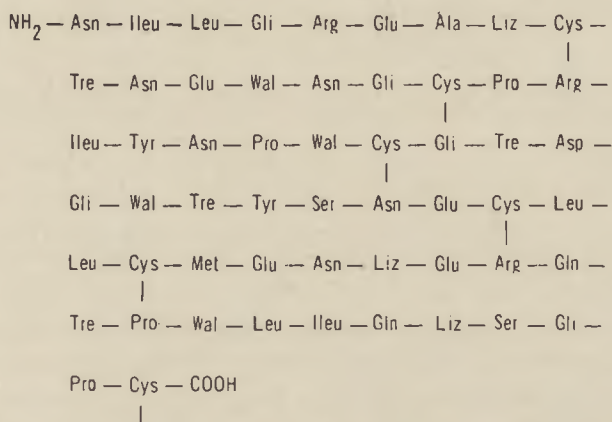 NH2 — Asn — Ileu — Leu — Gli — Arg — Glu — Ala — Liz — Cys —
Tre — Asn — Glu — Wal — Asn — Gli — Cys — Pro — Arg —
Ileu — Tyr — Asn — Pro — Wal — Cys — Gli — Tre — Asp —
Gli — Wal — Tre — Tyr — Ser — Asn — Glu — Cys — Leu —
Leu — Cys — Met — Glu — Asn — Liz — Glu — Arg — Gln —
Tre — Pro — Wal — Leu — Ileu — Gln — Liz — Ser — Gli —
Pro — Cys — COOH